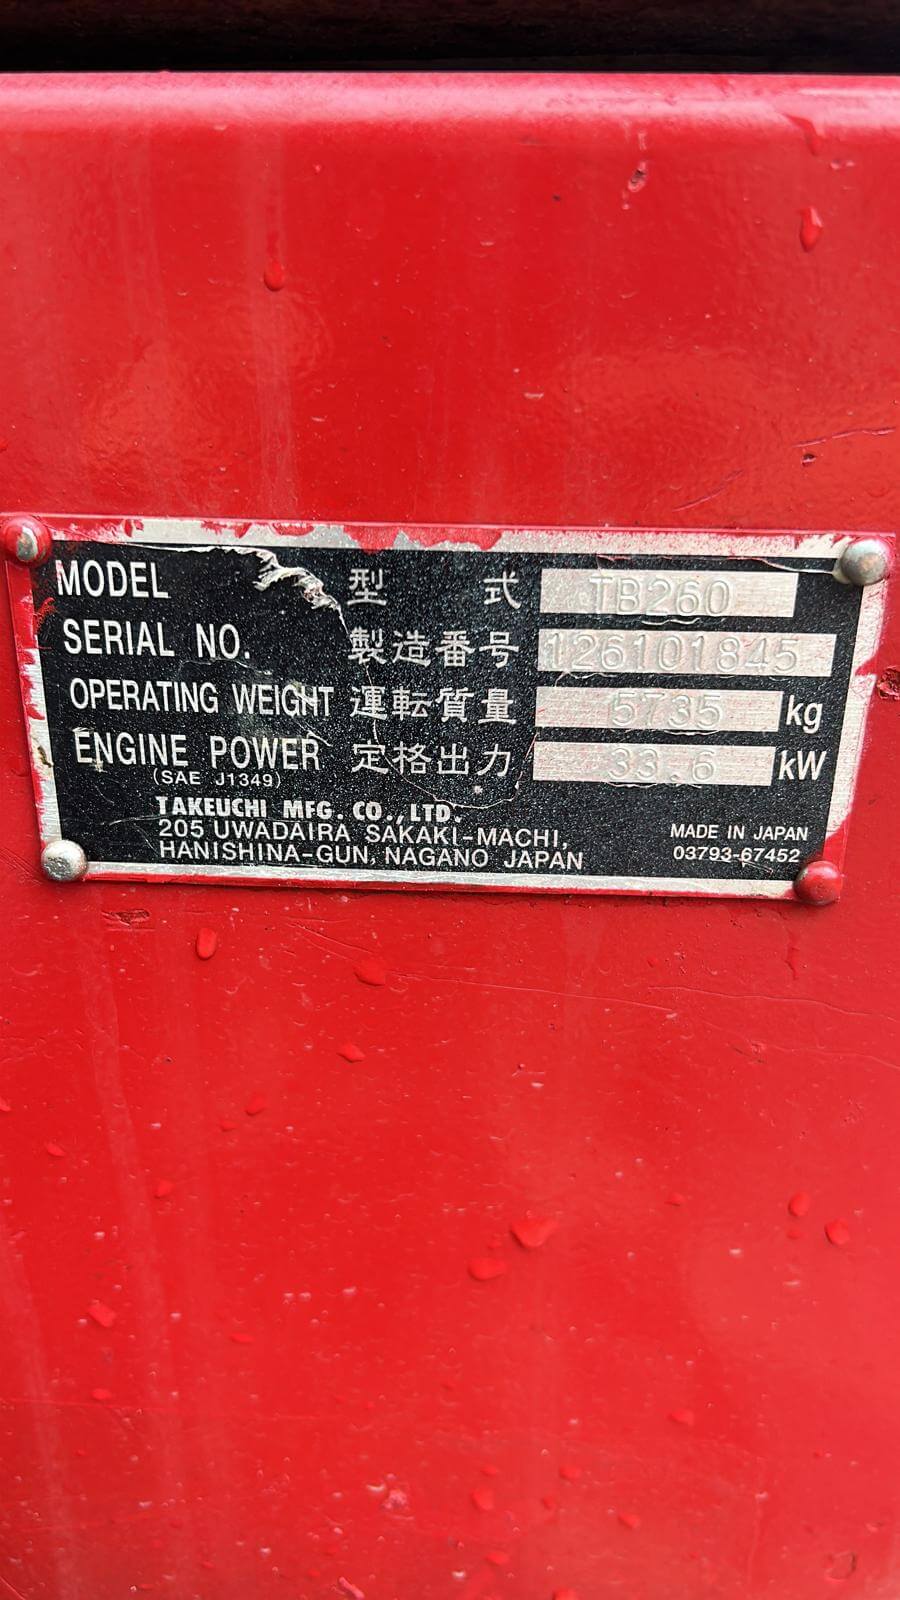 MODEL 型 式 TB260
SERIAL NO. 製造番号 126101845
OPERATING WEIGHT 運転質量 5735 kg
ENGINE POWER 定格出力 33.6 kW
(SAE J1349)
TAKEUCHI MFG. CO., LTD.
205 UWADAIRA SAKAKI-MACHI,
HANISHINA-GUN, NAGANO JAPAN
MADE IN JAPAN
03793-67452